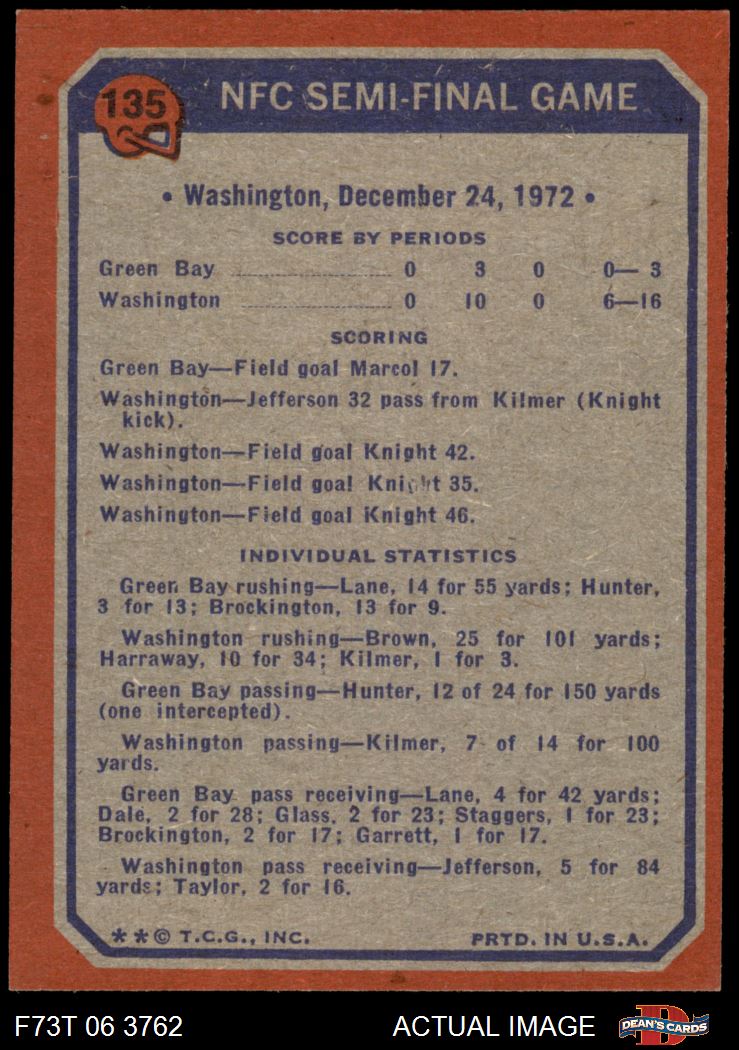 135
NFC SEMI-FINAL GAME
• Washington, December 24, 1972 •
SCORE BY PERIODS
Green Bay ........................ 0 3 0 0— 3
Washington ...................... 0 10 0 6—16
SCORING
Green Bay—Field goal Marcol 17.
Washington—Jefferson 32 pass from Kilmer (Knight
kick).
Washington—Field goal Knight 42.
Washington—Field goal Knight 35.
Washington—Field goal Knight 46.
INDIVIDUAL STATISTICS
Green Bay rushing—Lane, 14 for 55 yards; Hunter,
3 for 13; Brockington, 13 for 9.
Washington rushing—Brown, 25 for 101 yards;
Harraway, 10 for 34; Kilmer, 1 for 3.
Green Bay passing—Hunter, 12 of 24 for 150 yards
(one intercepted).
Washington passing—Kilmer, 7 of 14 for 100
yards.
Green Bay pass receiving—Lane, 4 for 42 yards;
Dale, 2 for 28; Glass, 2 for 23; Staggers, 1 for 23;
Brockington, 2 for 17; Garrett, 1 for 17.
Washington pass receiving—Jefferson, 5 for 84
yards; Taylor, 2 for 16.
**© T.C.G., INC. PRTD. IN U.S.A.
F73T 06 3762 ACTUAL IMAGE D DEAN'S CARDS